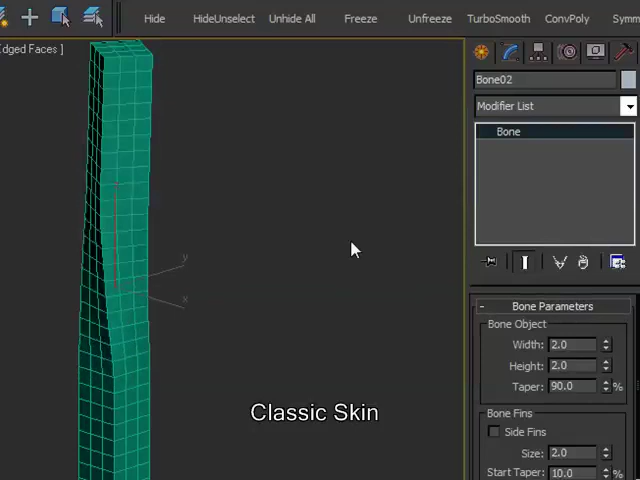 Hide HideUnselect Unhide All Freeze Unfreeze TurboSmooth ConvPoly Symm
Edged Faces ]
Bone02
Modifier List
Bone
y
x
- Bone Parameters
Bone Object
Width: 2.0
Height: 2.0
Taper: 90.0 %
Bone Fins
Side Fins
Size: 2.0
Start Taper: 10.0 %
Classic Skin